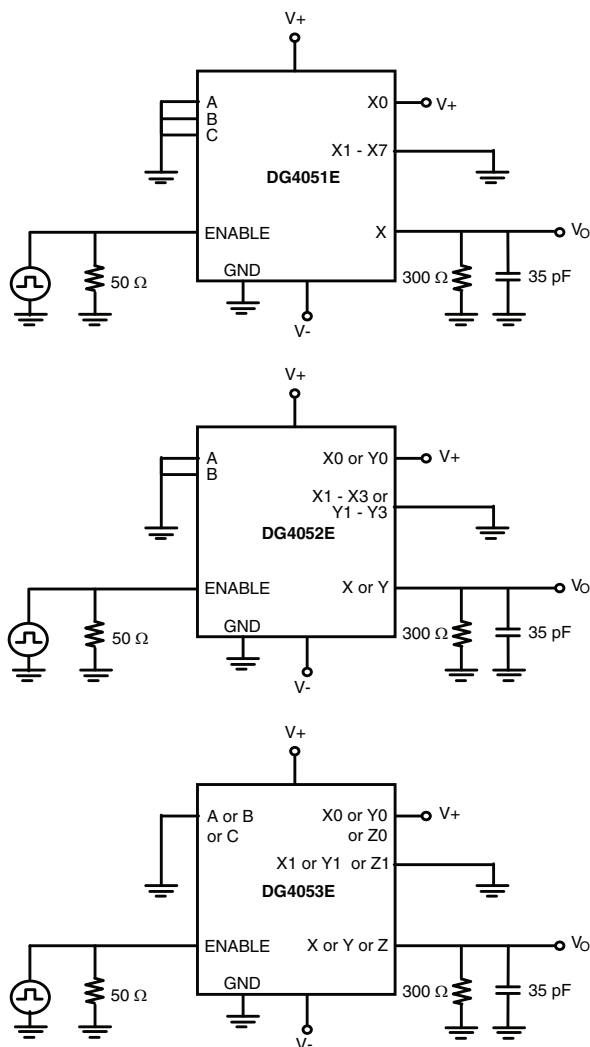 V+
A
X0
V+
B
C
X1 - X7
DG4051E
ENABLE
X
VO
50 Ω
GND
300 Ω
35 pF
V-
V+
A
X0 or Y0
V+
B
X1 - X3 or
Y1 - Y3
DG4052E
ENABLE
X or Y
VO
50 Ω
GND
300 Ω
35 pF
V-
V+
A or B
or C
X0 or Y0
or Z0
V+
X1 or Y1 or Z1
DG4053E
ENABLE
X or Y or Z
VO
50 Ω
GND
300 Ω
35 pF
V-